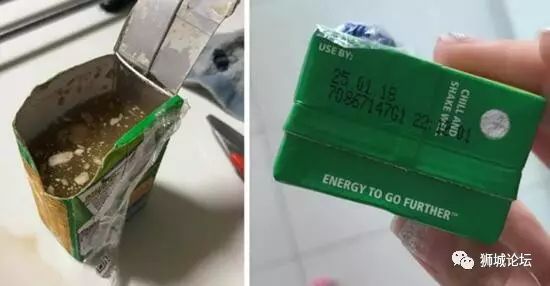 USE BY:
25 01 18
7086714701 22:
01
CHILL AND
SHAKE WELL
ENERGY TO GO FURTHER™
狮城论坛